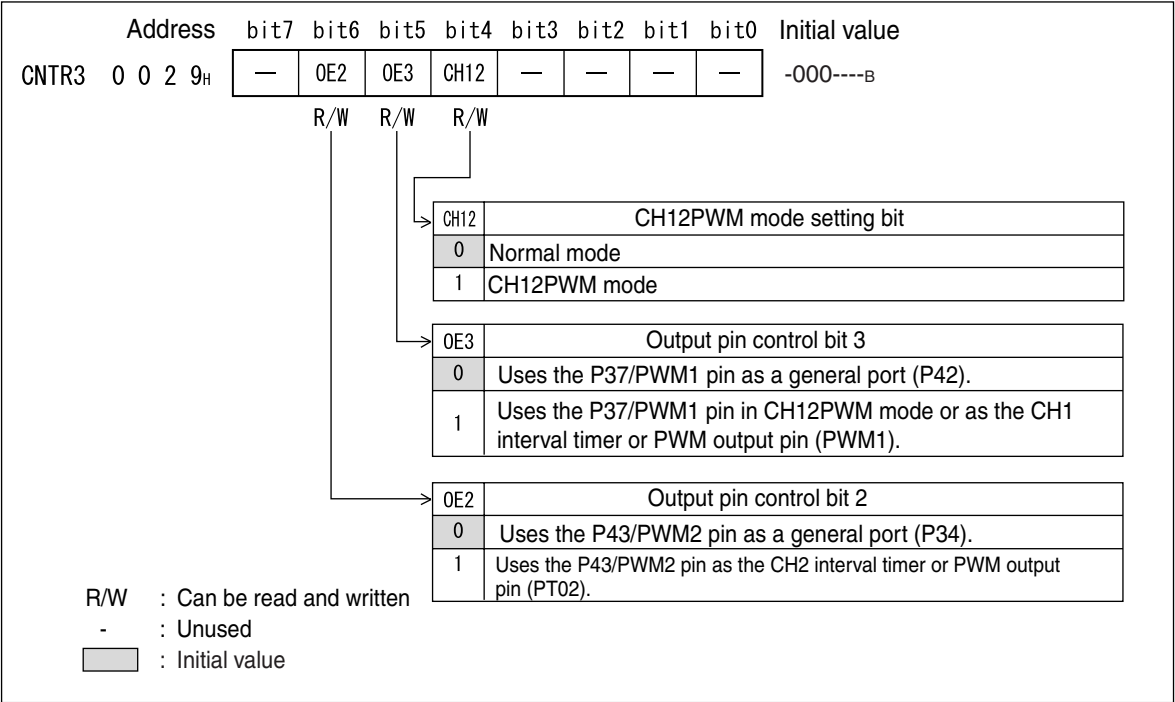 Address bit7 bit6 bit5 bit4 bit3 bit2 bit1 bit0 Initial value
CNTR3 0 0 2 9H — OE2 OE3 CH12 — — — — -000----B
R/W R/W R/W
CH12 CH12PWM mode setting bit
0 Normal mode
1 CH12PWM mode
OE3 Output pin control bit 3
0 Uses the P37/PWM1 pin as a general port (P42).
1 Uses the P37/PWM1 pin in CH12PWM mode or as the CH1
interval timer or PWM output pin (PWM1).
OE2 Output pin control bit 2
0 Uses the P43/PWM2 pin as a general port (P34).
1 Uses the P43/PWM2 pin as the CH2 interval timer or PWM output
pin (PT02).
R/W : Can be read and written
- : Unused
: Initial value